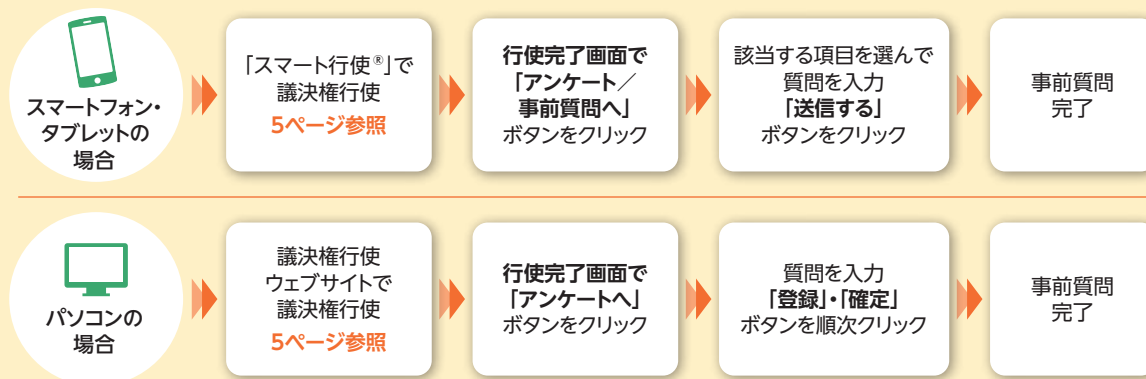 スマートフォン・
タブレットの
場合
「スマート行使®」で
議決権行使
5ページ参照
行使完了画面で
「アンケート／
事前質問へ」
ボタンをクリック
該当する項目を選んで
質問を入力
「送信する」
ボタンをクリック
事前質問
完了
パソコンの
場合
議決権行使
ウェブサイトで
議決権行使
5ページ参照
行使完了画面で
「アンケートへ」
ボタンをクリック
質問を入力
「登録」・「確定」
ボタンを順次クリック
事前質問
完了